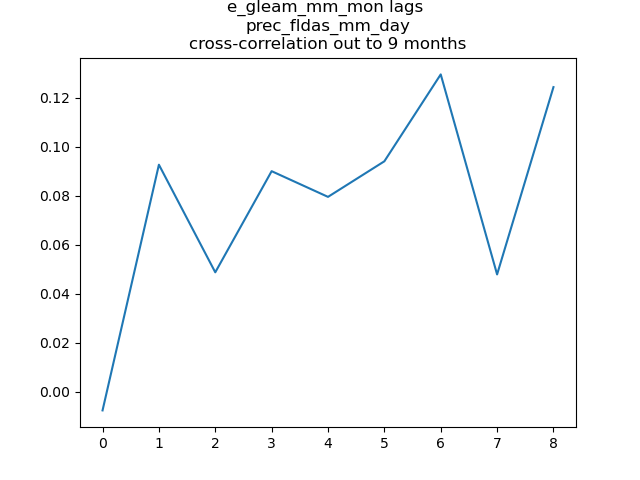 e_gleam_mm_mon lags
prec_fldas_mm_day
cross-correlation out to 9 months
0.12
0.10
0.08
0.06
0.04
0.02
0.00
0 1 2 3 4 5 6 7 8